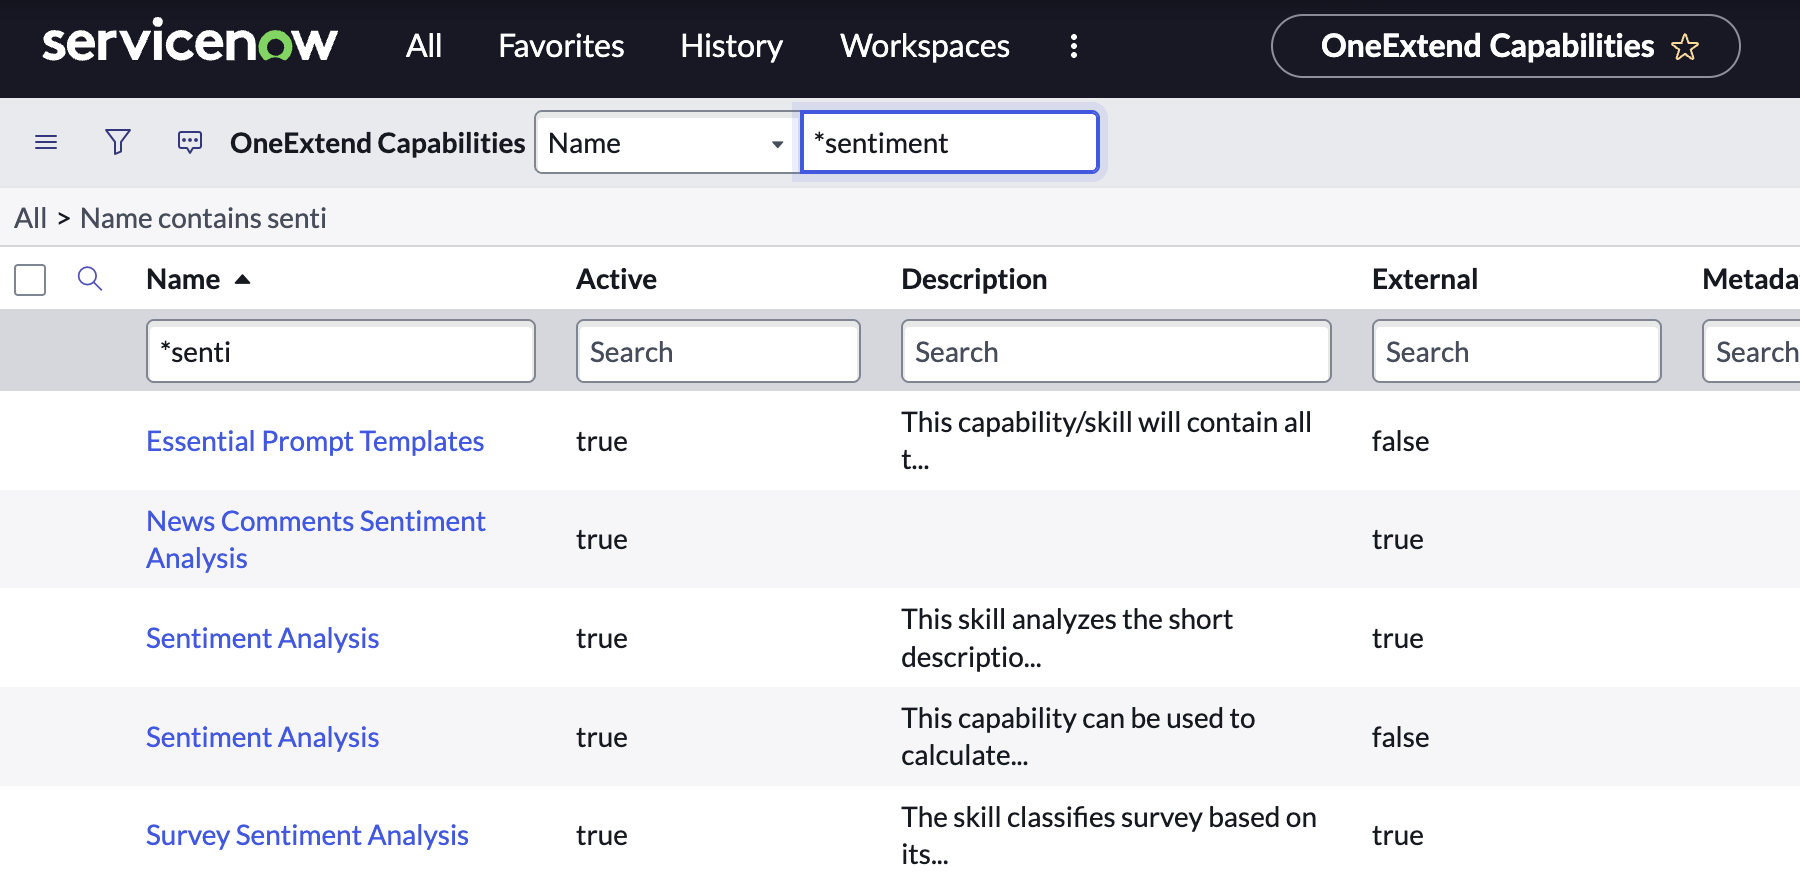 servicenow All Favorites History Workspaces OneExtend Capabilities
OneExtend Capabilities Name *sentiment
All > Name contains senti
Name Active Description External Metada
*senti Search Search Search Search
Essential Prompt Templates true This capability/skill will contain all t... false
News Comments Sentiment Analysis true true
Sentiment Analysis true This skill analyzes the short descriptio... true
Sentiment Analysis true This capability can be used to calculate... false
Survey Sentiment Analysis true The skill classifies survey based on its... true